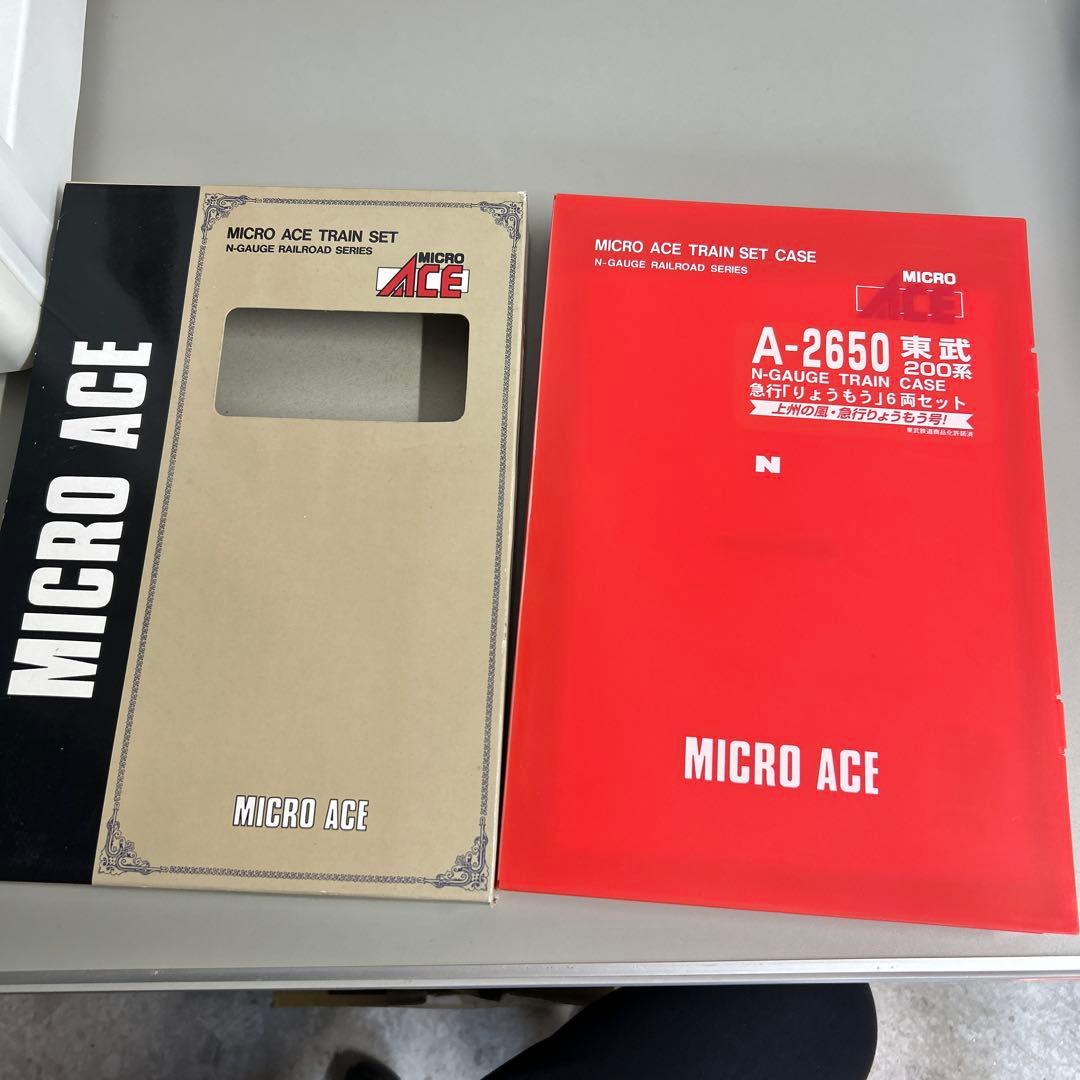 MICRO ACE
MICRO ACE TRAIN SET
N-GAUGE RAILROAD SERIES
MICRO
ACE
MICRO ACE
MICRO ACE TRAIN SET CASE
N-GAUGE RAILROAD SERIES
MICRO
ACE
A-2650 東武
200系
N-GAUGE TRAIN CASE
急行「りょうもう」6両セット
上州の風・急行りょうもう号!
東武鉄道商品化許諾済
N
MICRO ACE